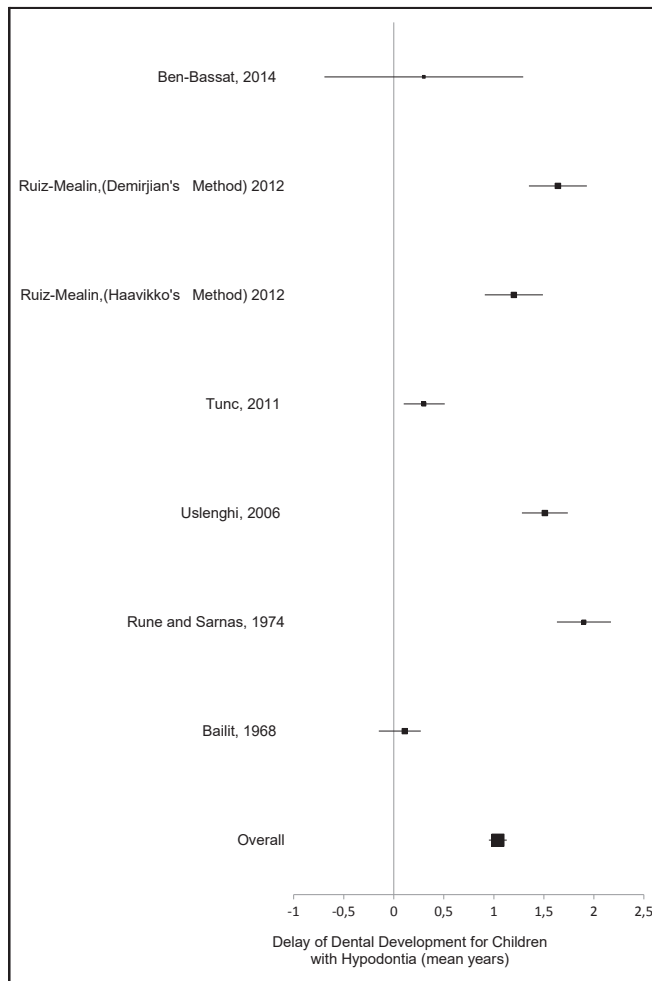 Ben-Bassat, 2014
Ruiz-Mealin,(Demirjian's Method) 2012
Ruiz-Mealin,(Haavikko's Method) 2012
Tunc, 2011
Uslenghi, 2006
Rune and Sarnas, 1974
Bailit, 1968
Overall
-1 -0,5 0 0,5 1 1,5 2 2,5
Delay of Dental Development for Children
with Hypodontia (mean years)